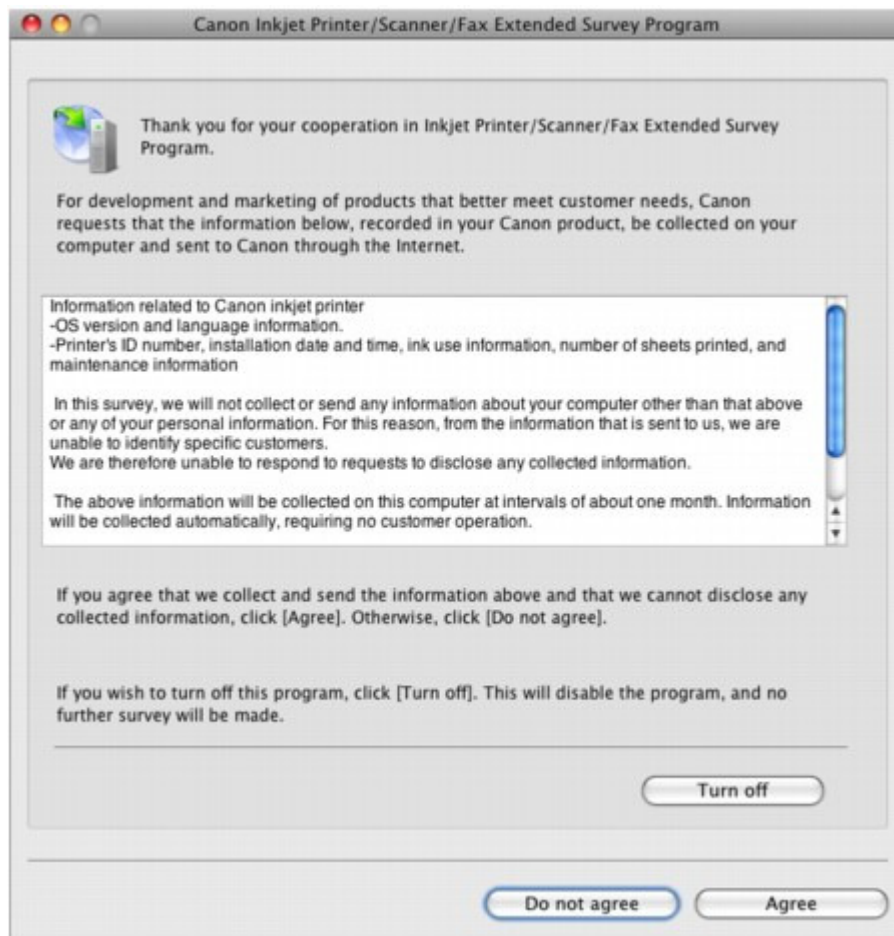 Canon Inkjet Printer/Scanner/Fax Extended Survey Program
Thank you for your cooperation in Inkjet Printer/Scanner/Fax Extended Survey
Program.
For development and marketing of products that better meet customer needs, Canon
requests that the information below, recorded in your Canon product, be collected on your
computer and sent to Canon through the Internet.
Information related to Canon inkjet printer
-OS version and language information.
-Printer's ID number, installation date and time, ink use information, number of sheets printed, and
maintenance information
In this survey, we will not collect or send any information about your computer other than that above
or any of your personal information. For this reason, from the information that is sent to us, we are
unable to identify specific customers.
We are therefore unable to respond to requests to disclose any collected information.
The above information will be collected on this computer at intervals of about one month. Information
will be collected automatically, requiring no customer operation.
If you agree that we collect and send the information above and that we cannot disclose any
collected information, click [Agree]. Otherwise, click [Do not agree].
If you wish to turn off this program, click [Turn off]. This will disable the program, and no
further survey will be made.
Turn off
Do not agree
Agree